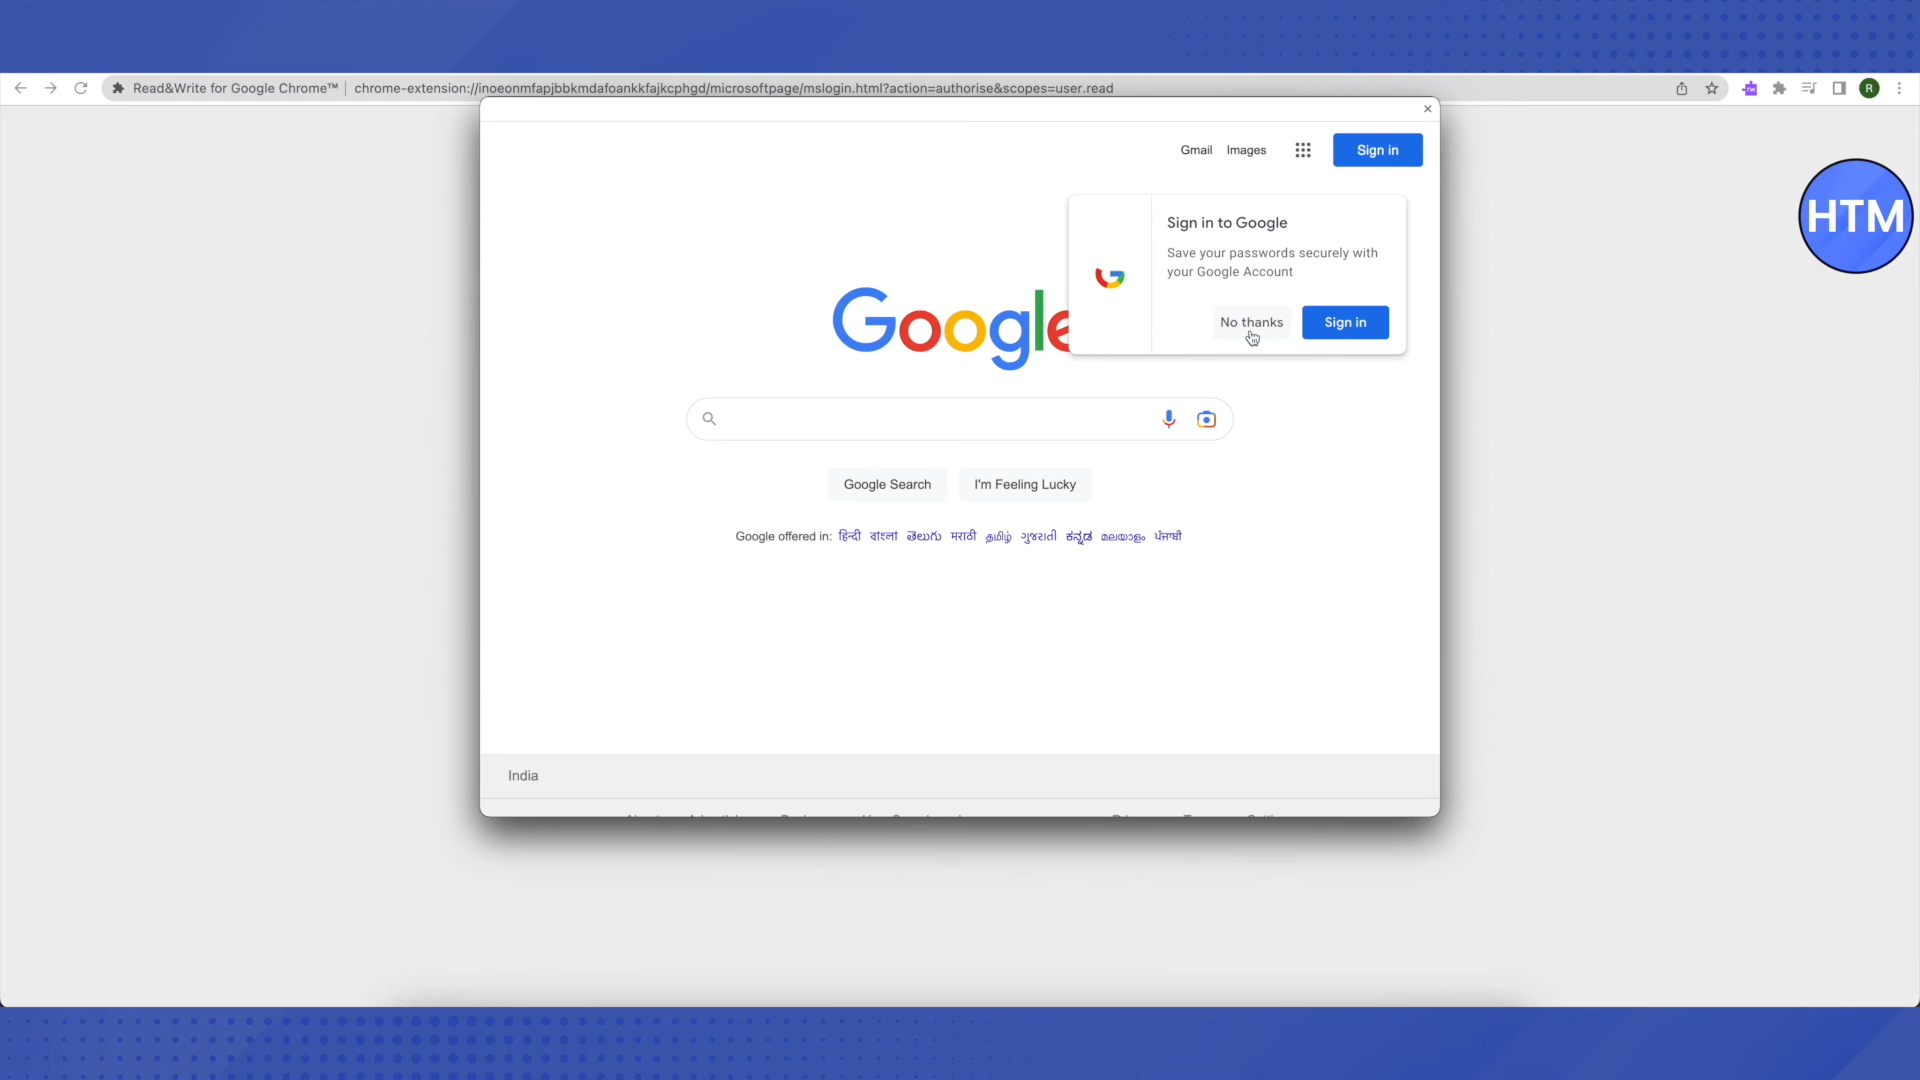 Read&Write for Google Chrome™ chrome-extension://inoeonmfapjbbkmdafoankkfajkcphgd/microsoftpage/mslogin.html?action=authorise&scopes=user.read
R
Gmail Images Sign in
HTM
Sign in to Google
Save your passwords securely with
your Google Account
No thanks Sign in
Google
Google Search I'm Feeling Lucky
Google offered in: हिन्दी বাংলা తెలుగు मराठी தமிழ் ગુજરાતી ಕನ್ನಡ മലയാളം ਪੰਜਾਬੀ
India